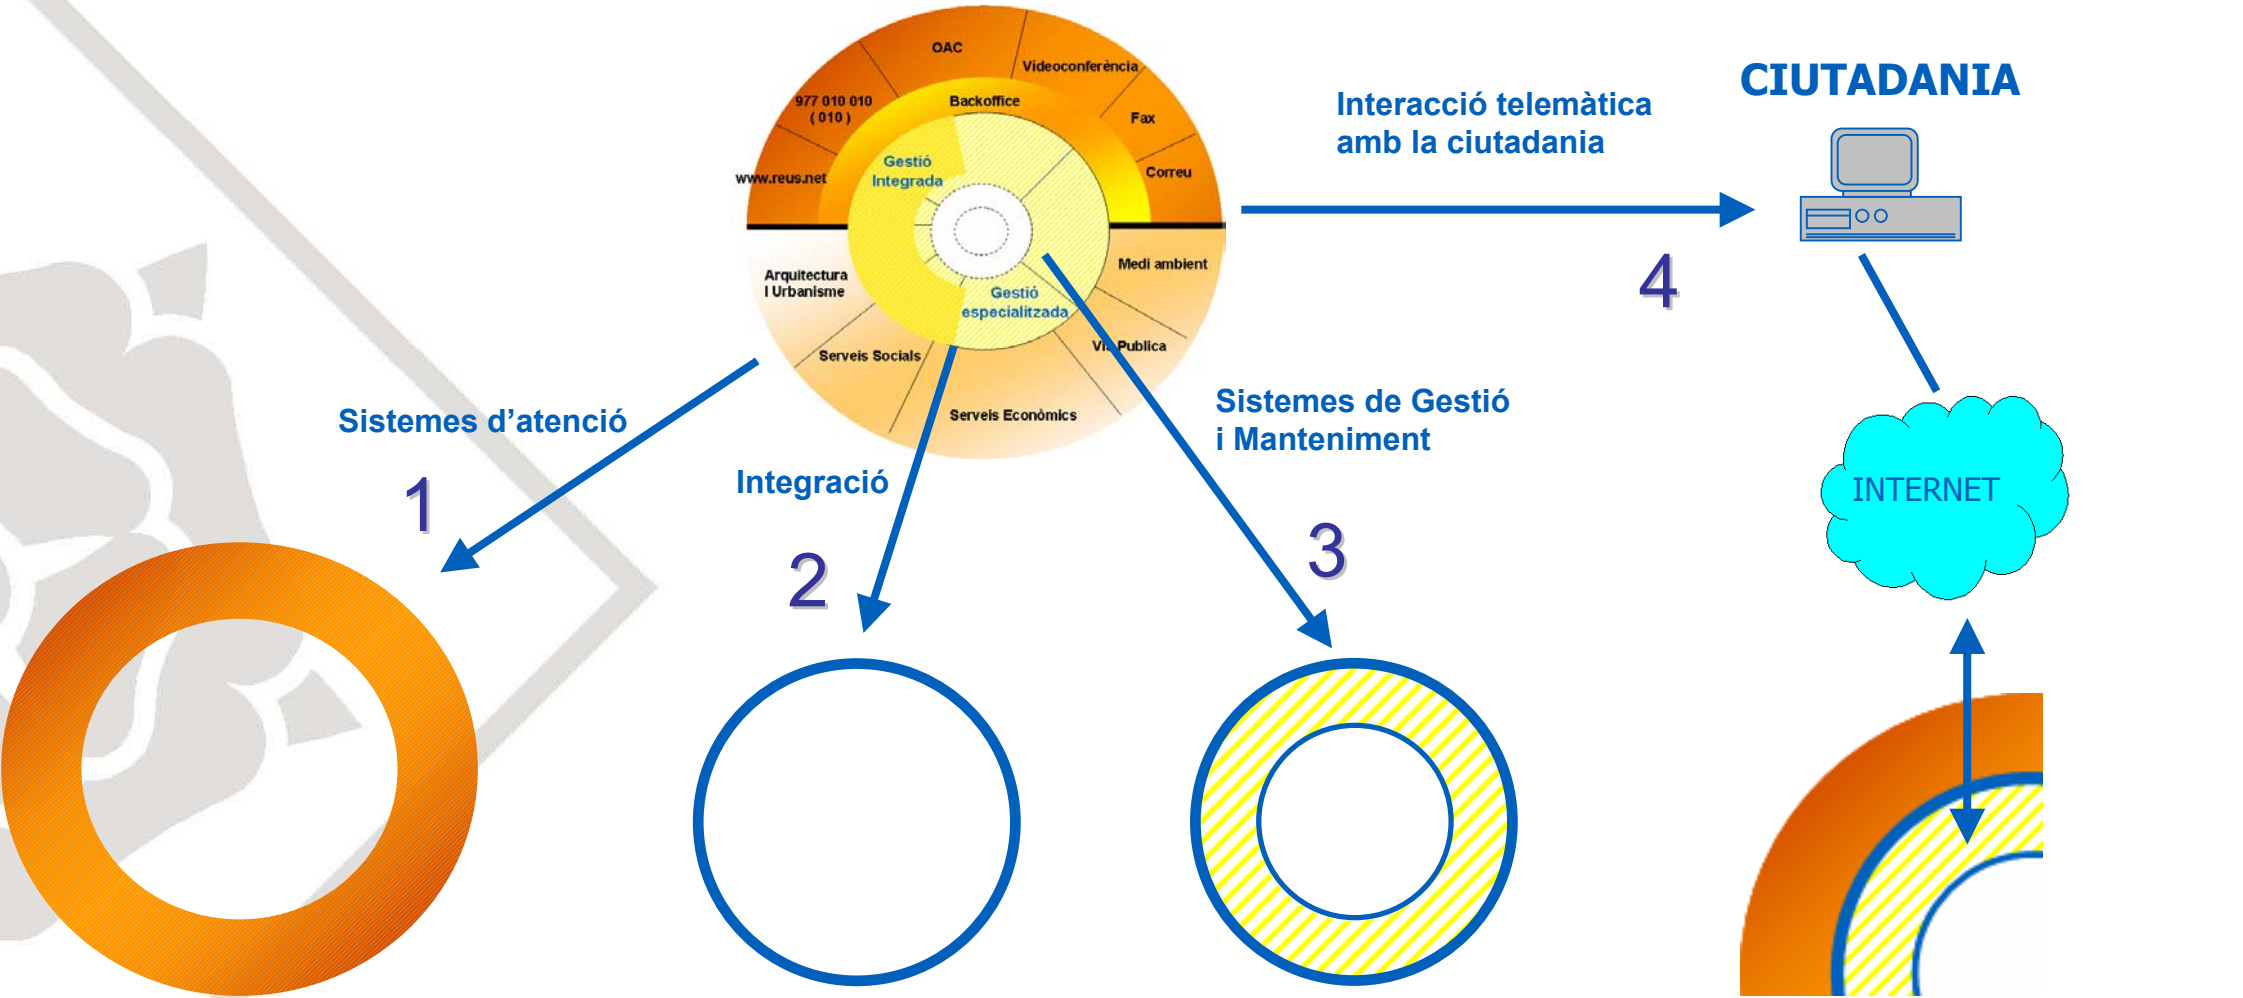 OAC
Vídeoconferència
977 010 010
( 010 )
Backoffice
Fax
Gestió
Integrada
www.reus.net
Correu
Arquitectura
I Urbanisme
Medi ambient
Gestió
especialitzada
Serveis Socials
Via Publica
Serveis Econòmics
Interacció telemàtica
amb la ciutadania
CIUTADANIA
4
Sistemes d’atenció
1
Integració
2
Sistemes de Gestió
i Manteniment
3
INTERNET